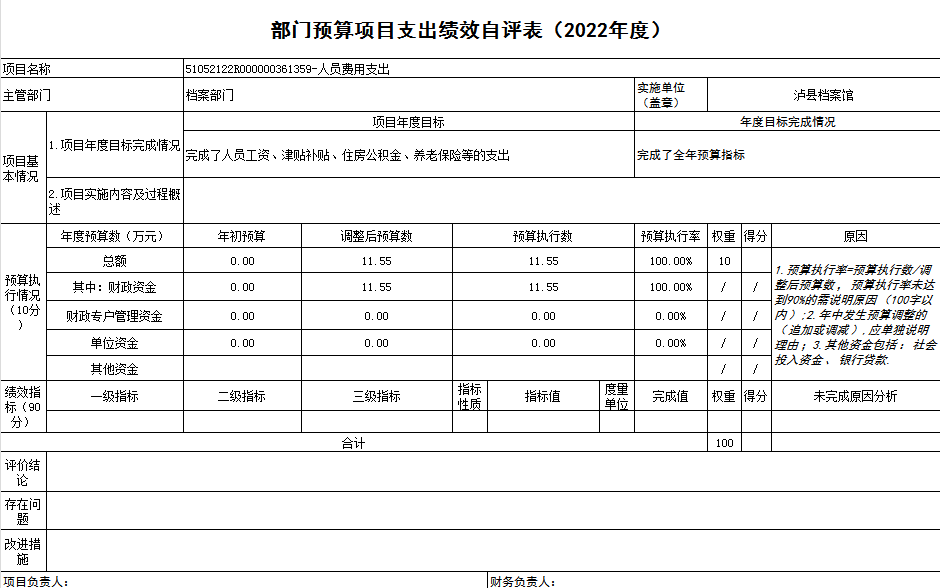 部门预算项目支出绩效自评表（2022年度）
项目名称 51052122R000000361359-人员费用支出
主管部门 档案部门 实施单位（盖章） 泸县档案馆
项目基本情况
1.项目年度目标完成情况
项目年度目标 年度目标完成情况
完成了人员工资、津贴补贴、住房公积金、养老保险等的支出 完成了全年预算指标
2.项目实施内容及过程概述
预算执行情况（10分）
年度预算数（万元） 年初预算 调整后预算数 预算执行数 预算执行率 权重 得分 原因
总额 0.00 11.55 11.55 100.00% 10
其中：财政资金 0.00 11.55 11.55 100.00% / /
财政专户管理资金 0.00 0.00 0.00 0.00% / /
单位资金 0.00 0.00 0.00 0.00% / /
其他资金 / /
1.预算执行率=预算执行数/调
整后预算数，预算执行率未达
到90%的需说明原因（100字以
内）;2.年中发生预算调整的
（追加或调减）,应单独说明
理由；3.其他资金包括：社会
投入资金、银行贷款.
绩效指标（90分）
一级指标 二级指标 三级指标 指标性质 指标值 度量单位 完成值 权重 得分 未完成原因分析
合计 100
评价结论
存在问题
改进措施
项目负责人： 财务负责人：